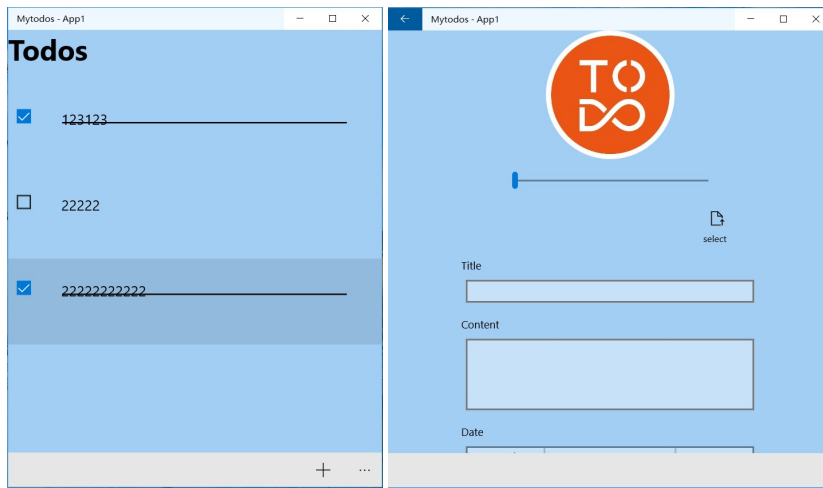 Mytodos - App1
Todos
123123
22222
22222222222
Mytodos - App1
TO
DO
select
Title
Content
Date